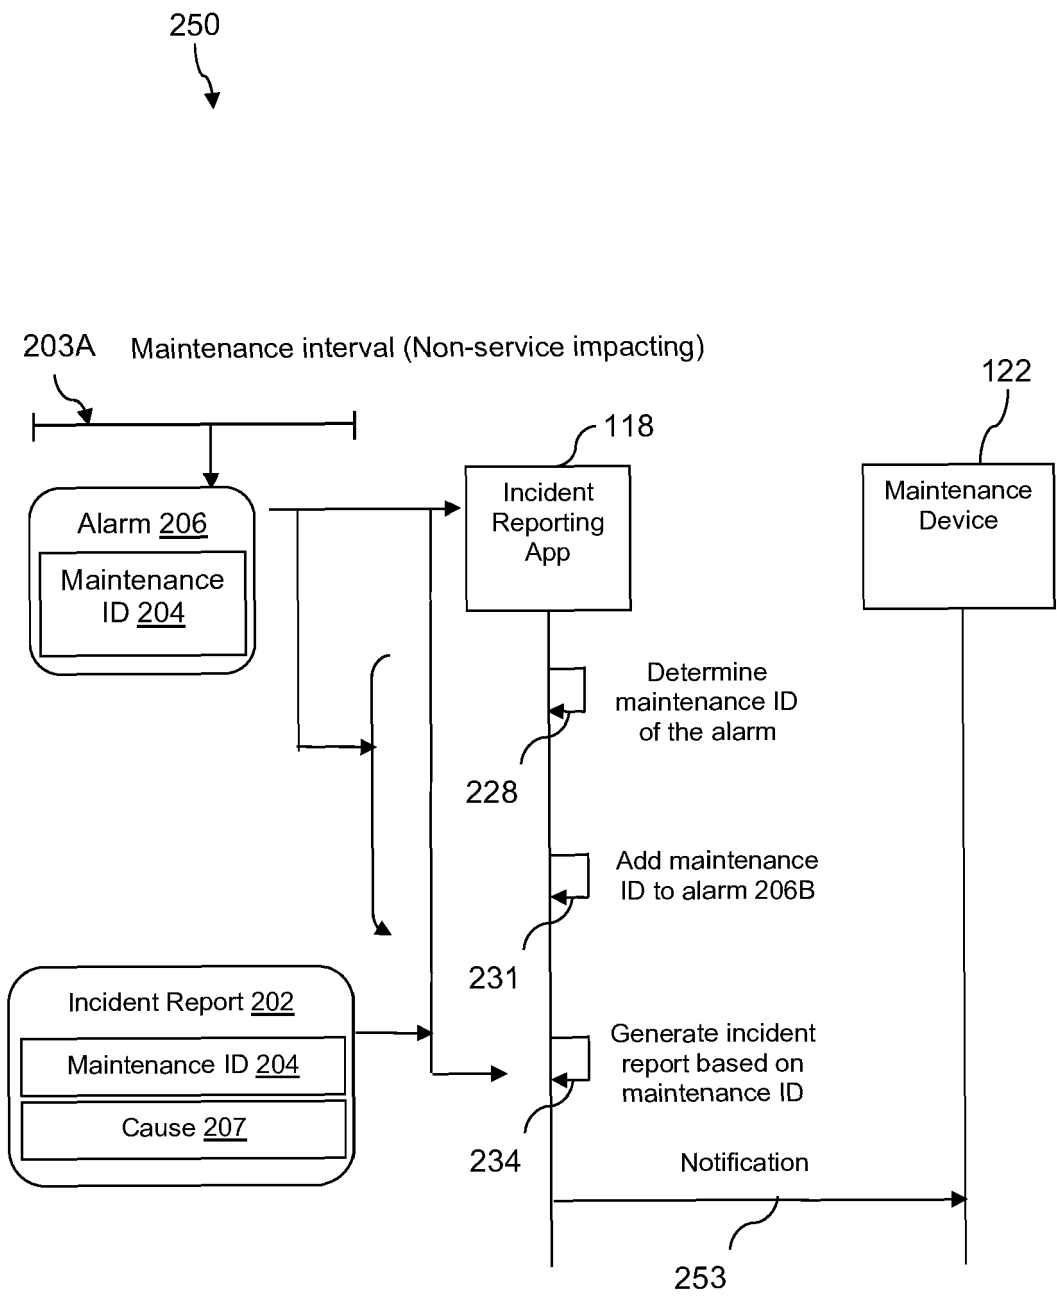 250
203A
Maintenance interval (Non-service impacting)
122
118
Alarm 206
Maintenance
ID 204
Incident
Reporting
App
Maintenance
Device
Determine
maintenance ID
of the alarm
228
Add maintenance
ID to alarm 206B
231
Incident Report 202
Maintenance ID 204
Cause 207
Generate incident
report based on
maintenance ID
234
Notification
253